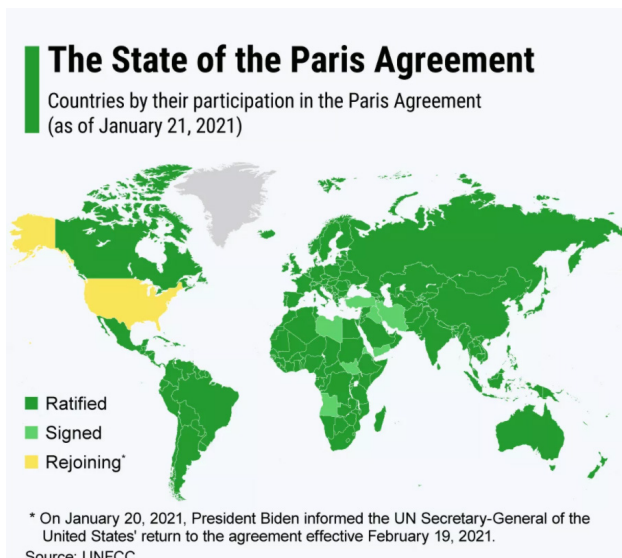 The State of the Paris Agreement
Countries by their participation in the Paris Agreement
(as of January 21, 2021)
Ratified
Signed
Rejoining*
* On January 20, 2021, President Biden informed the UN Secretary-General of the
United States' return to the agreement effective February 19, 2021.
Source: UNFCC